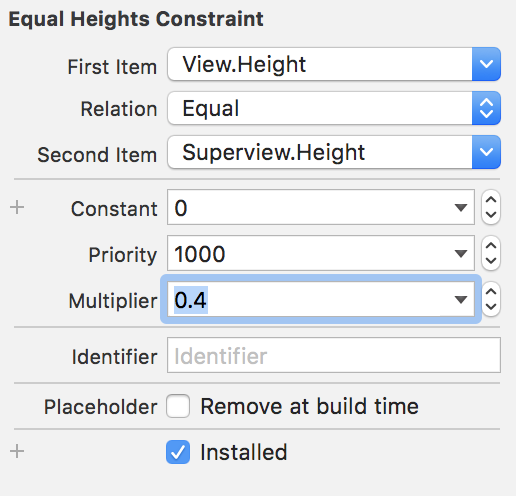 Equal Heights Constraint
First Item View.Height
Relation Equal
Second Item Superview.Height
Constant 0
Priority 1000
Multiplier 0.4
Identifier Identifier
Placeholder Remove at build time
Installed